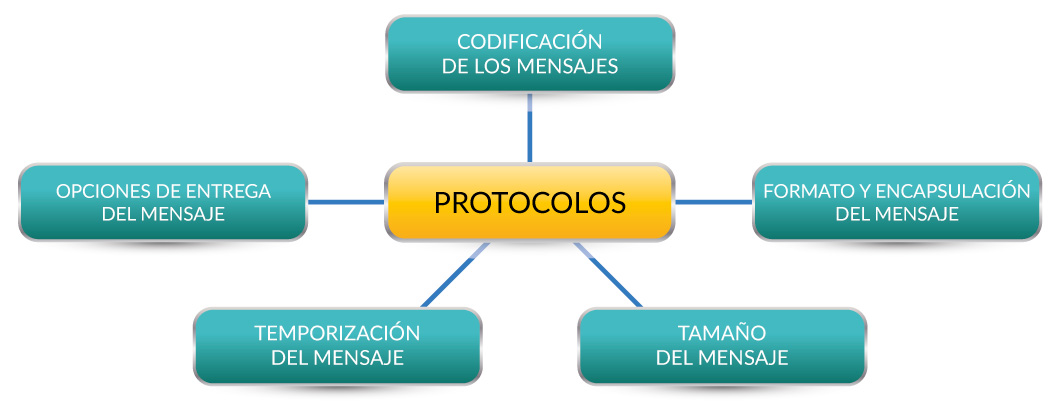 CODIFICACIÓN
DE LOS MENSAJES
OPCIONES DE ENTREGA
DEL MENSAJE
PROTOCOLOS
FORMATO Y ENCAPSULACIÓN
DEL MENSAJE
TEMPORIZACIÓN
DEL MENSAJE
TAMAÑO
DEL MENSAJE